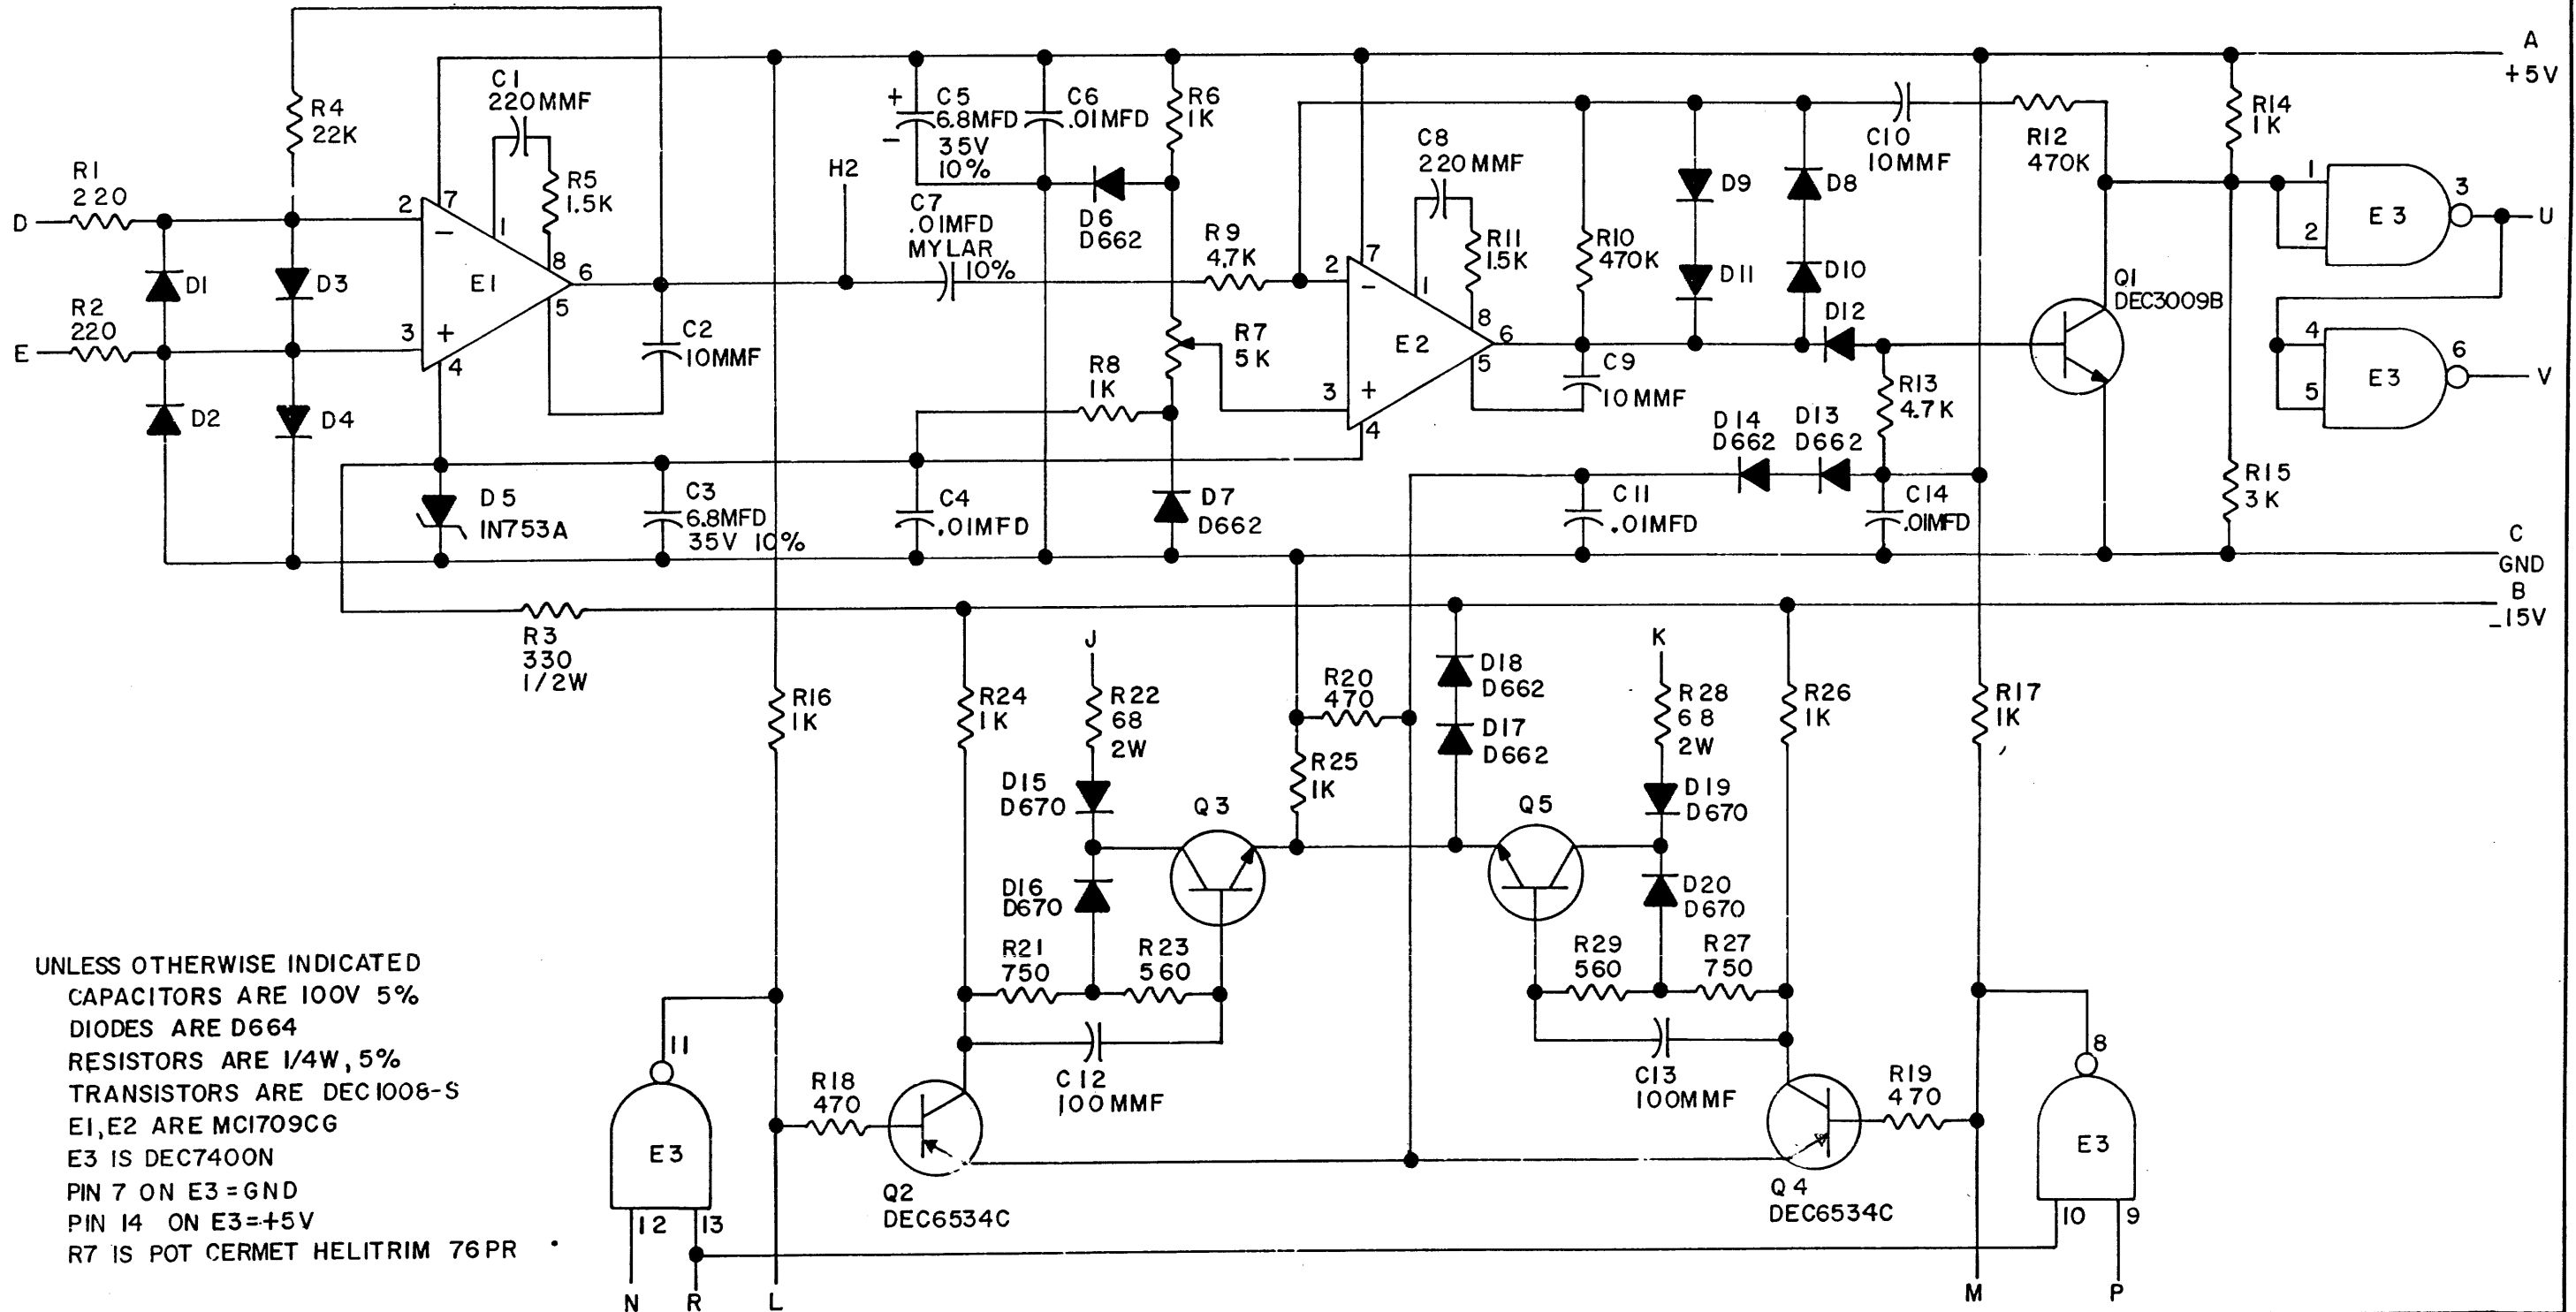 A
+5V
C1
220MMF
R4
22K
R1
220
D
R5
1.5K
2
7
−
1
8
6
5
E1
D1
D3
R2
220
E
3
+
4
D2
D4
C2
10MMF
D5
IN753A
C3
6.8MFD
35V 10%
C4
.01MFD
+
−
C5
6.8MFD
35V
10%
C6
.01MFD
R6
1K
H2
C7
.01MFD
MYLAR
10%
D6
D662
R9
4.7K
R7
5K
R8
1K
D7
D662
C8
220MMF
R11
1.5K
2
7
−
1
8
6
5
E2
3
+
4
R10
470K
D9
D11
D8
D10
D12
C9
10MMF
C10
10MMF
R12
470K
Q1
DEC3009B
R13
4.7K
D14
D662
D13
D662
C11
.01MFD
C14
.01MFD
R14
1K
R15
3K
1
2
E3
3
U
4
5
E3
6
V
C
GND
B
−15V
R3
330
1/2W
R16
1K
R24
1K
J
R22
68
2W
D15
D670
D16
D670
Q3
R21
750
R23
560
C12
100MMF
R20
470
R25
1K
D18
D662
D17
D662
Q5
K
R28
68
2W
D19
D670
D20
D670
R29
560
R27
750
C13
100MMF
R26
1K
R17
1K
R18
470
Q2
DEC6534C
R19
470
Q4
DEC6534C
11
E3
12
13
N
R
L
8
E3
10
9
M
P
UNLESS OTHERWISE INDICATED
CAPACITORS ARE 100V 5%
DIODES ARE D664
RESISTORS ARE 1/4W, 5%
TRANSISTORS ARE DEC1008-S
E1,E2 ARE MC1709CG
E3 IS DEC7400N
PIN 7 ON E3=GND
PIN 14 ON E3=+5V
R7 IS POT CERMET HELITRIM 76PR